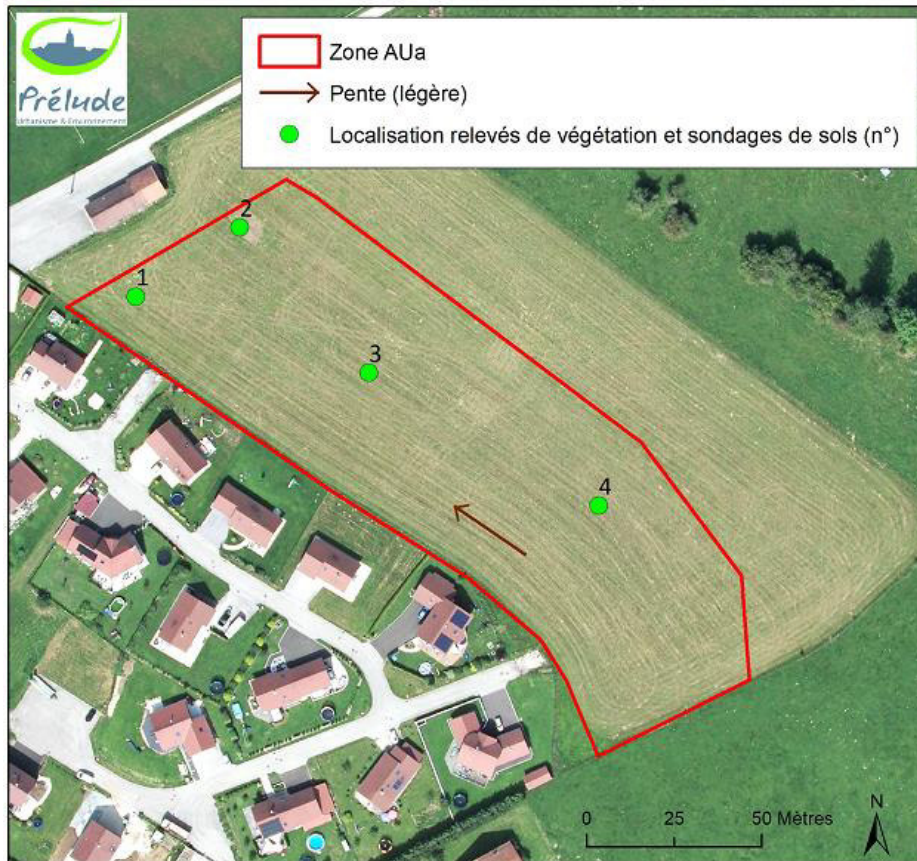 Prélude
Urbanisme & Environnement
Zone AUa
Pente (légère)
Localisation relevés de végétation et sondages de sols (n°)
2
1
3
4
0 25 50 Mètres
N